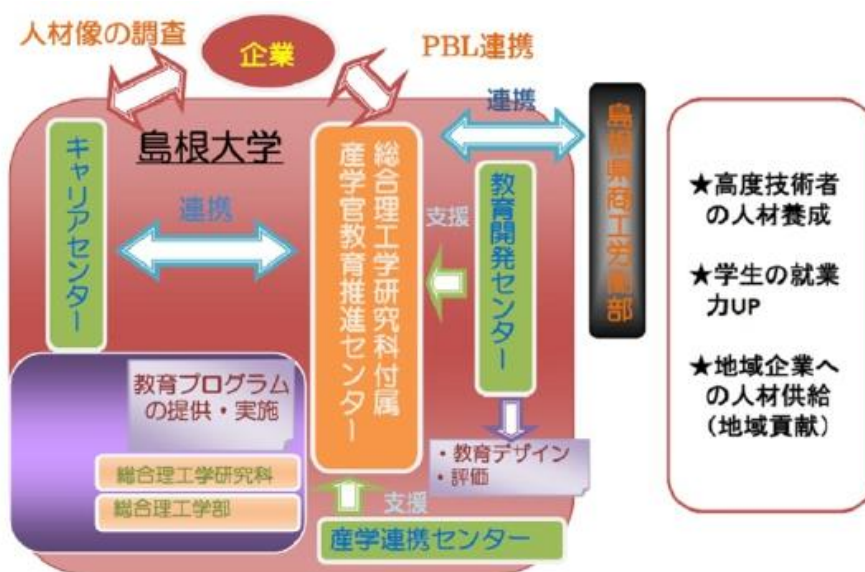 人材像の調査
企業
PBL連携
連携
島根大学
キャリアセンター
連携
総合理工学研究科付属
産学官教育推進センター
支援
教育開発センター
島根県商工労働部
教育プログラム
の提供・実施
総合理工学研究科
総合理工学部
・教育デザイン
・評価
支援
産学連携センター
★高度技術者
の人材養成
★学生の就業
力UP
★地域企業へ
の人材供給
（地域貢献）